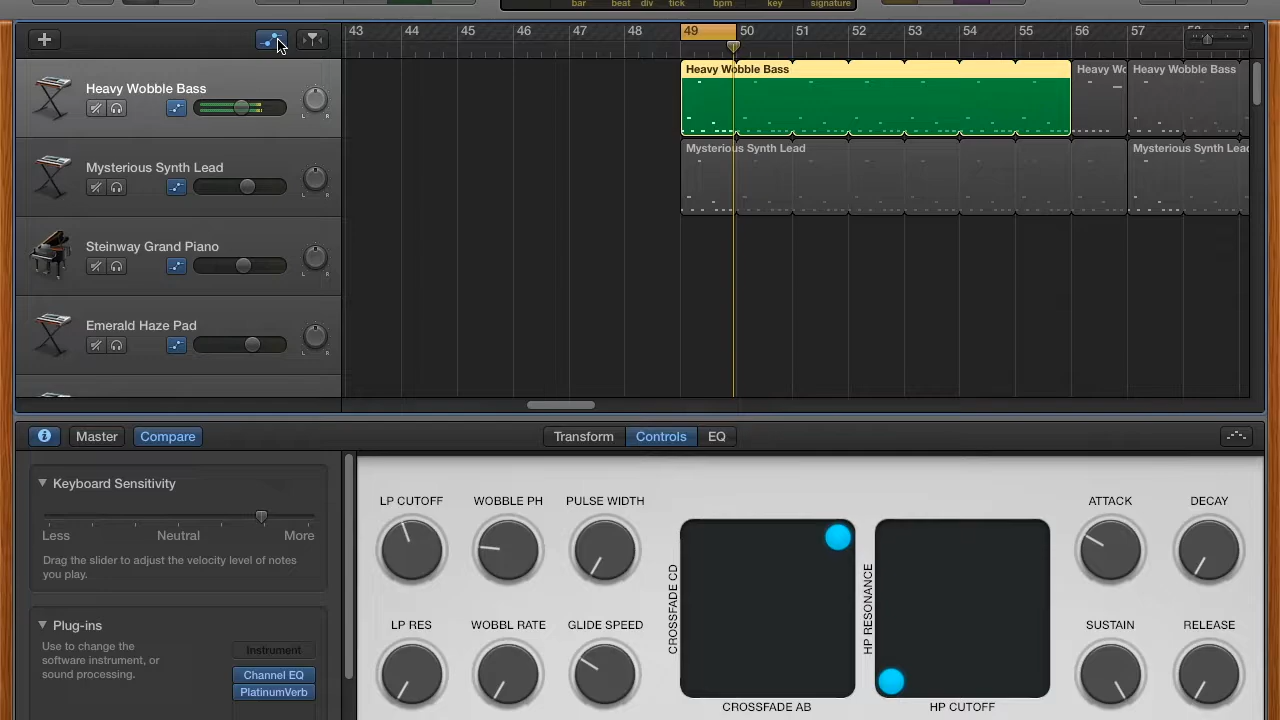 bar beat div tick bpm key signature
43 44 45 46 47 48 49 50 51 52 53 54 55 56 57
Heavy Wobble Bass
L R
Heavy Wobble Bass
Heavy Wo
Heavy Wobble Bass
Mysterious Synth Lead
L R
Mysterious Synth Lead
Mysterious Synth Lead
Steinway Grand Piano
L R
Emerald Haze Pad
L R
Master Compare Transform Controls EQ
Keyboard Sensitivity
Less Neutral More
Drag the slider to adjust the velocity level of notes
you play.
Plug-ins
Use to change the
software instrument, or
sound processing.
Instrument
Channel EQ
PlatinumVerb
LP CUTOFF WOBBLE PH PULSE WIDTH
LP RES WOBBL RATE GLIDE SPEED
CROSSFADE CD
CROSSFADE AB
HP RESONANCE
HP CUTOFF
ATTACK DECAY
SUSTAIN RELEASE